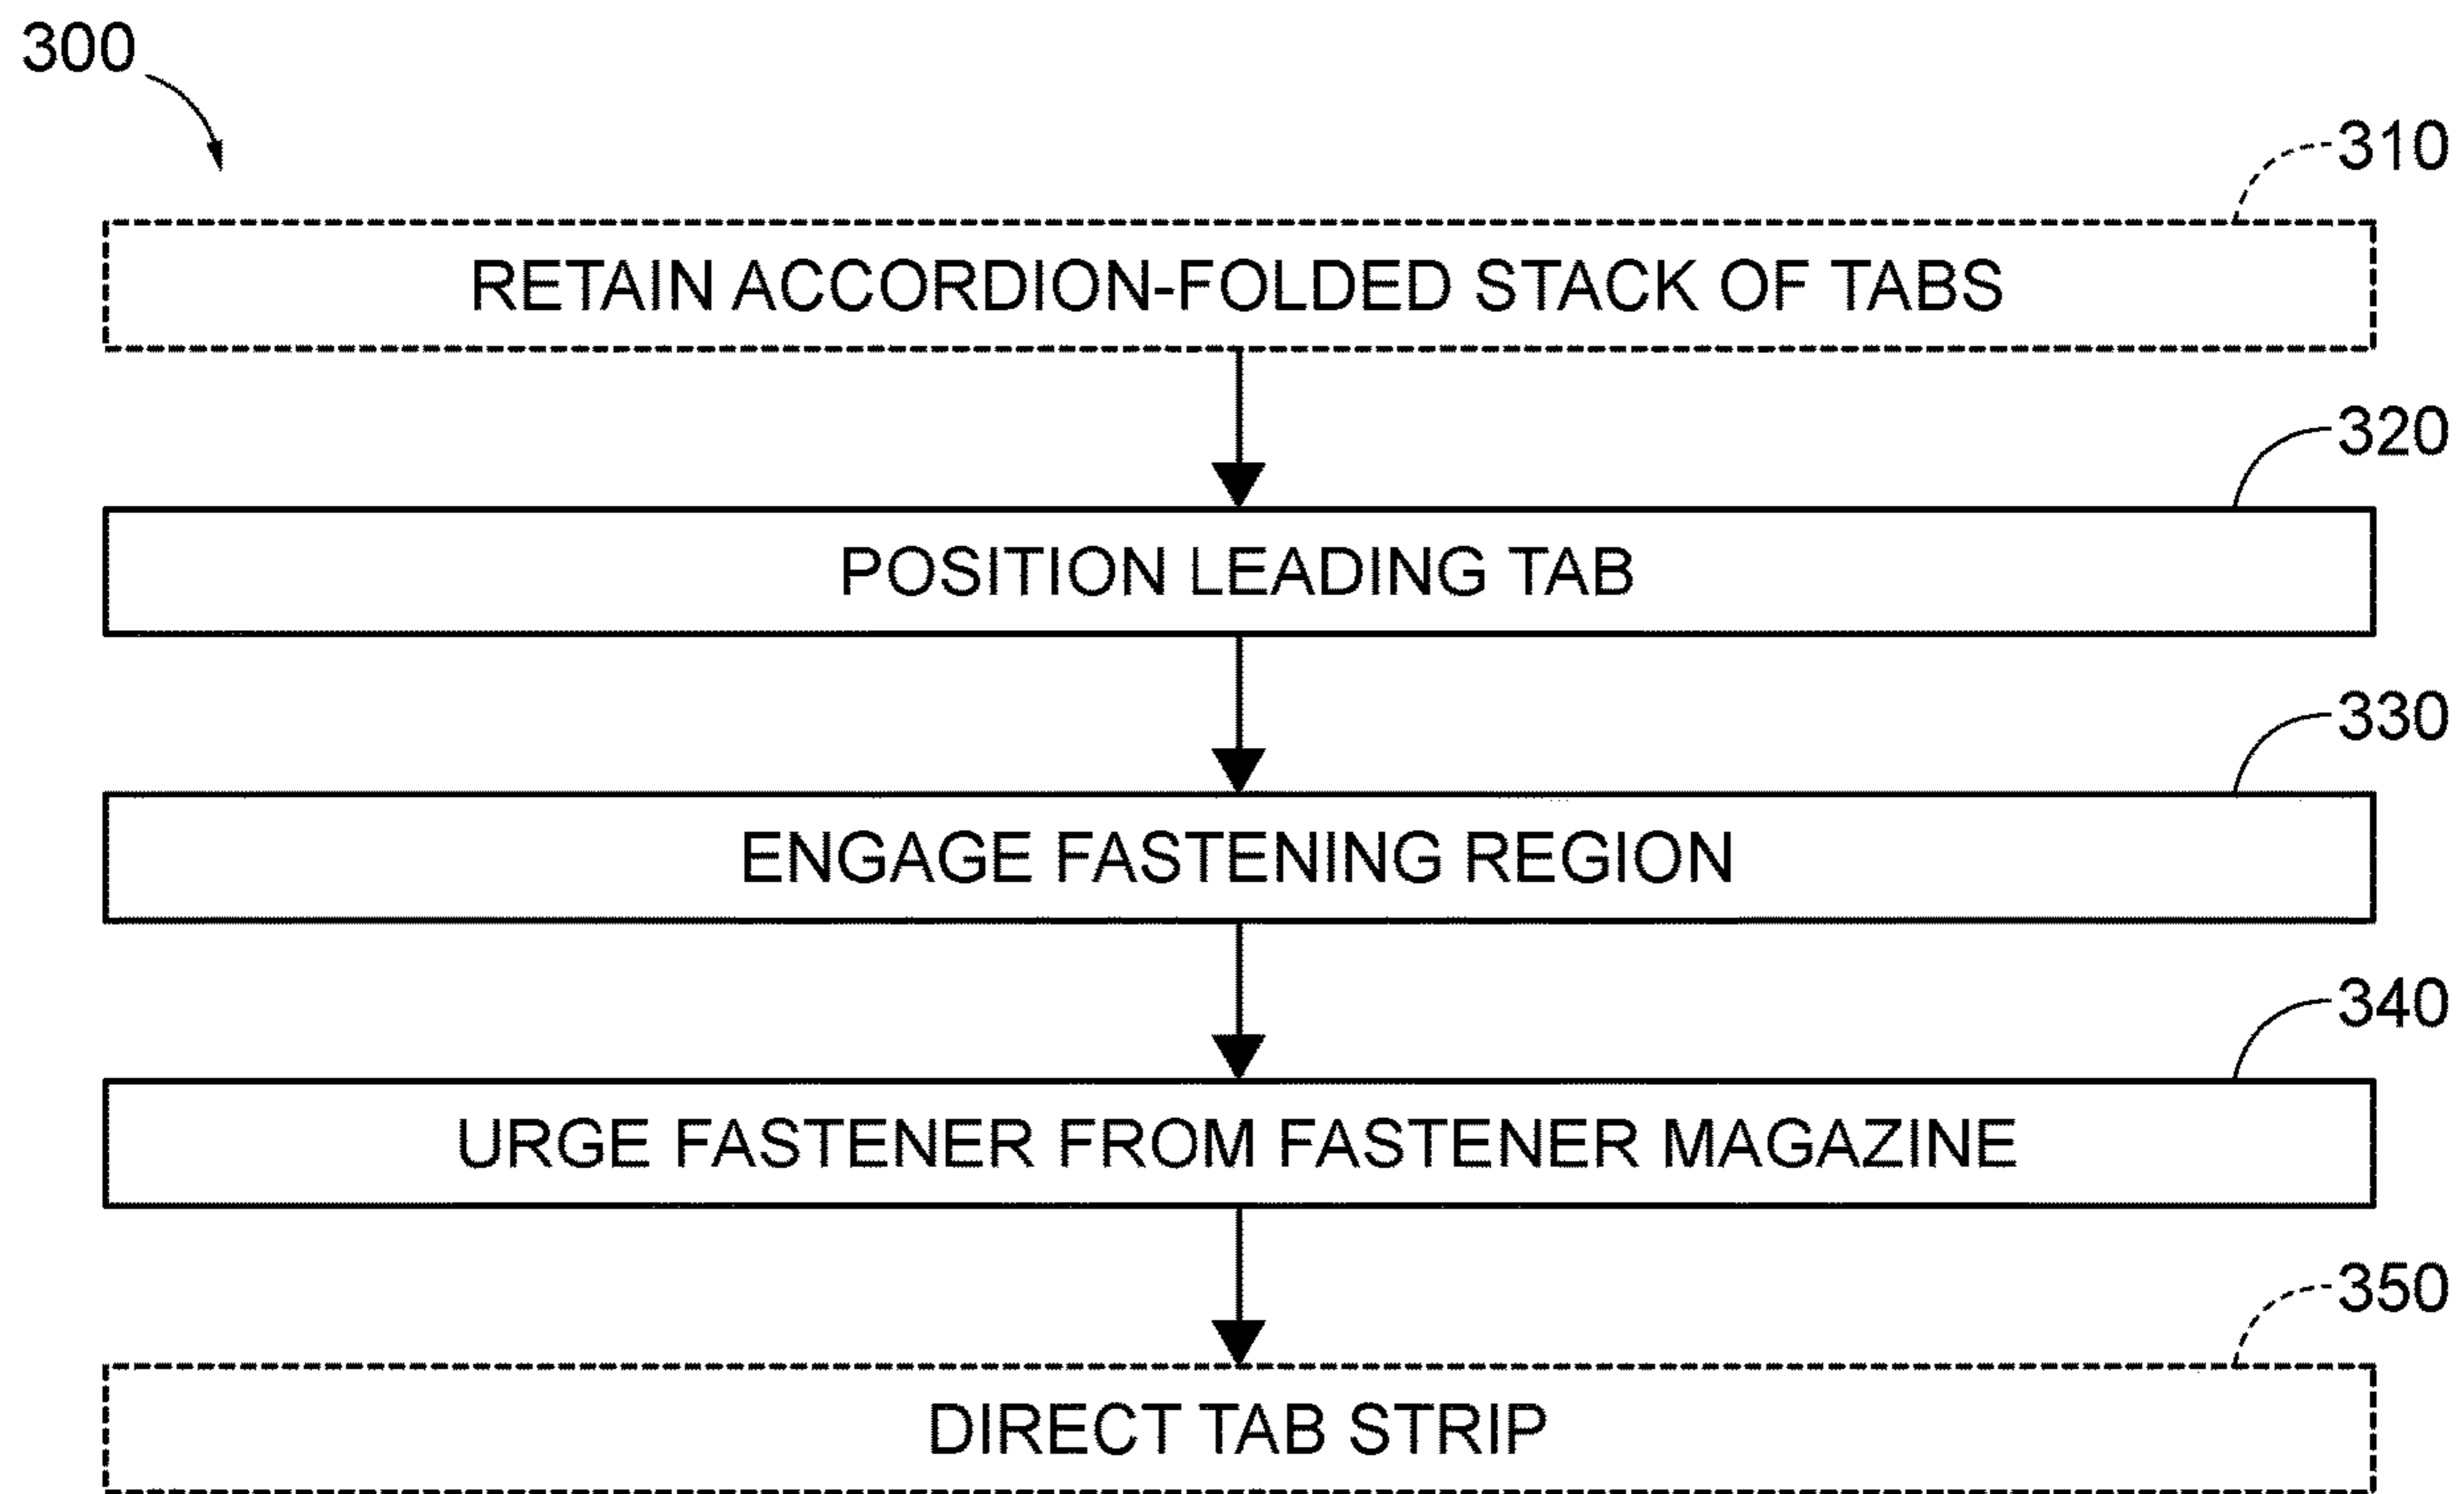 300
310
RETAIN ACCORDION-FOLDED STACK OF TABS
320
POSITION LEADING TAB
330
ENGAGE FASTENING REGION
340
URGE FASTENER FROM FASTENER MAGAZINE
350
DIRECT TAB STRIP